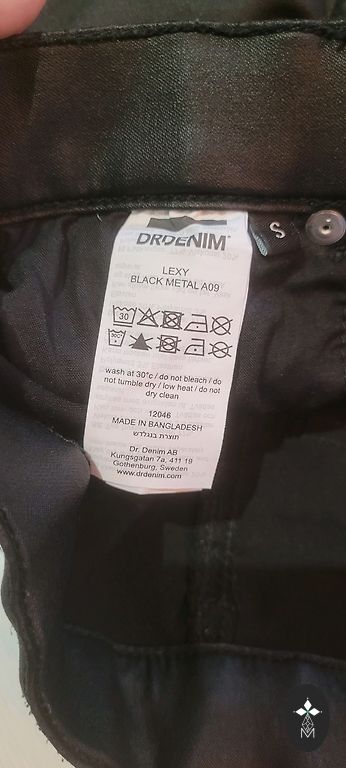 DRDENIM®
S
LEXY
BLACK METAL A09
30
wash at 30°c / do not bleach / do
not tumble dry / low heat / do not
dry clean
12046
MADE IN BANGLADESH
תוצרת בנגלדש
Dr. Denim AB
Kungsgatan 7a, 411 19
Gothenburg, Sweden
www.drdenim.com
M